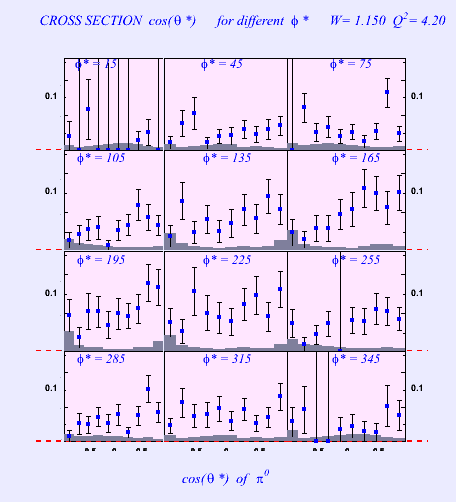 CROSS SECTION cos(θ *) for different ϕ * W= 1.150 Q²= 4.20
ϕ* = 15 ϕ* = 45 ϕ* = 75
0.1 0.1
ϕ* = 105 ϕ* = 135 ϕ* = 165
0.1 0.1
ϕ* = 195 ϕ* = 225 ϕ* = 255
0.1 0.1
ϕ* = 285 ϕ* = 315 ϕ* = 345
0.1 0.1
cos(θ *) of π⁰